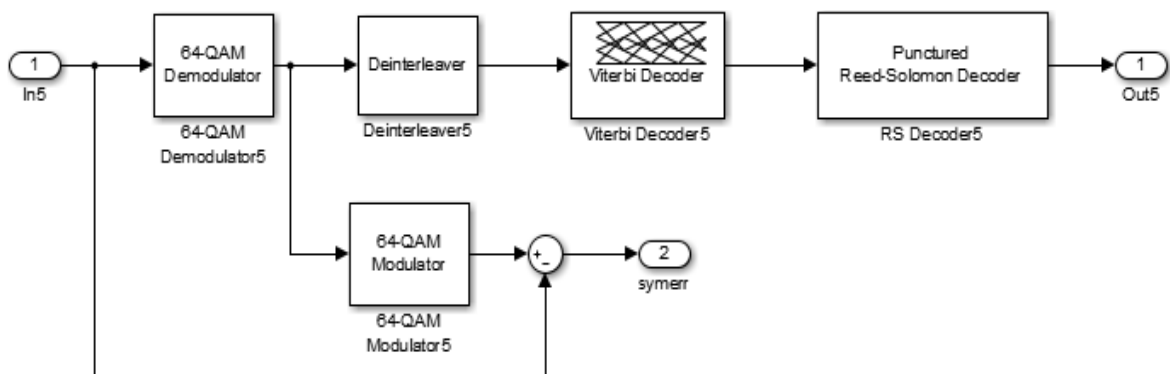 1
In5
64-QAM
Demodulator
64-QAM
Demodulator5
Deinterleaver
Deinterleaver5
Viterbi Decoder
Viterbi Decoder5
Punctured
Reed-Solomon Decoder
RS Decoder5
1
Out5
64-QAM
Modulator
64-QAM
Modulator5
+
-
2
symerr